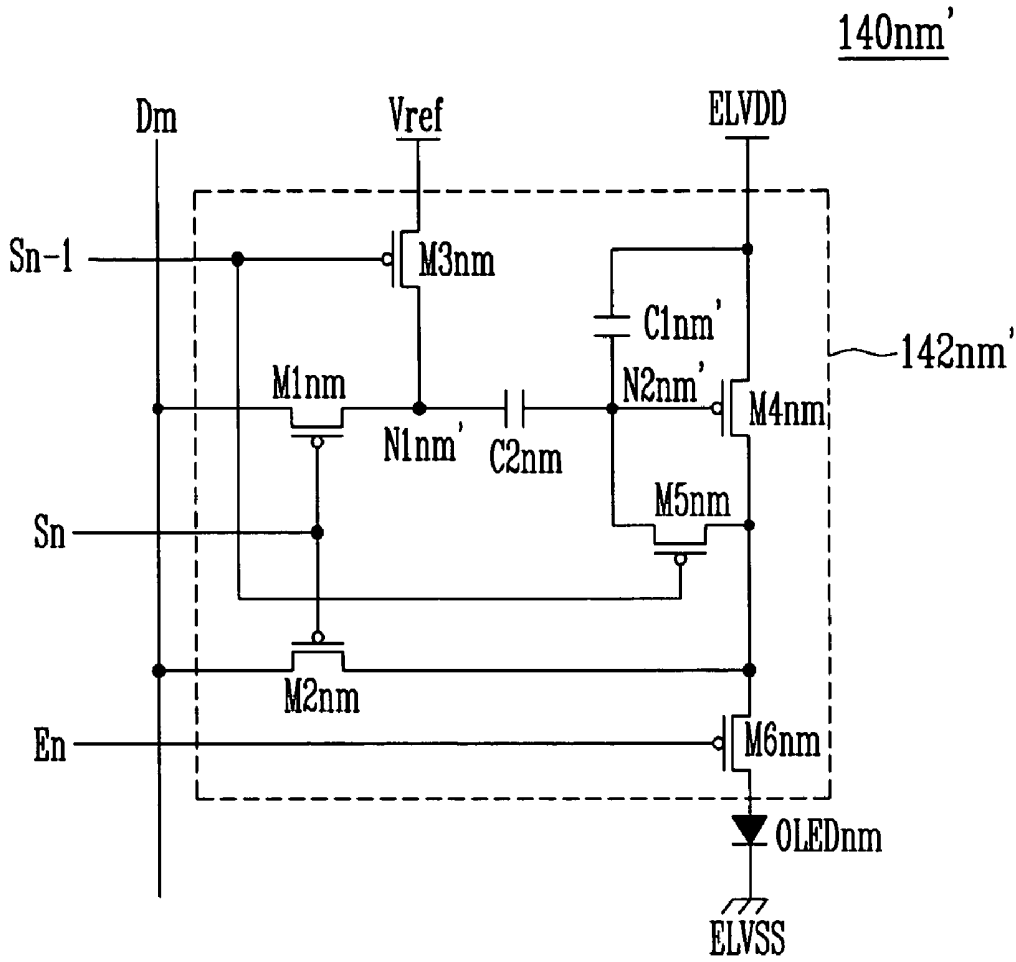 140nm'
Dm
Vref
ELVDD
Sn-1
M3nm
C1nm'
142nm'
M1nm
N2nm'
M4nm
N1nm'
C2nm
M5nm
Sn
M2nm
En
M6nm
OLEDnm
ELVSS